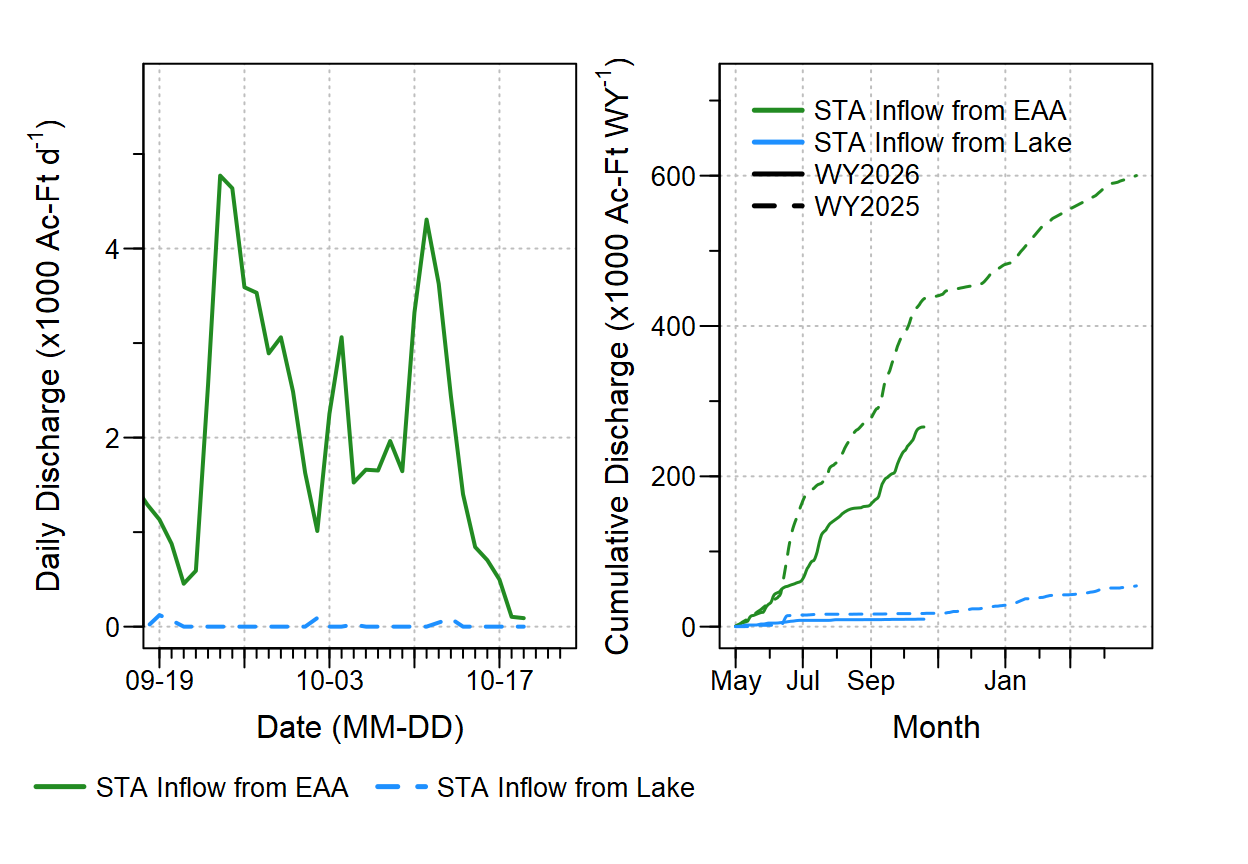 Daily Discharge (x1000 Ac-Ft d⁻¹)
0
2
4
09-19
10-03
10-17
Date (MM-DD)
STA Inflow from EAA
STA Inflow from Lake
Cumulative Discharge (x1000 Ac-Ft WY⁻¹)
0
200
400
600
STA Inflow from EAA
STA Inflow from Lake
WY2026
WY2025
May
Jul
Sep
Jan
Month